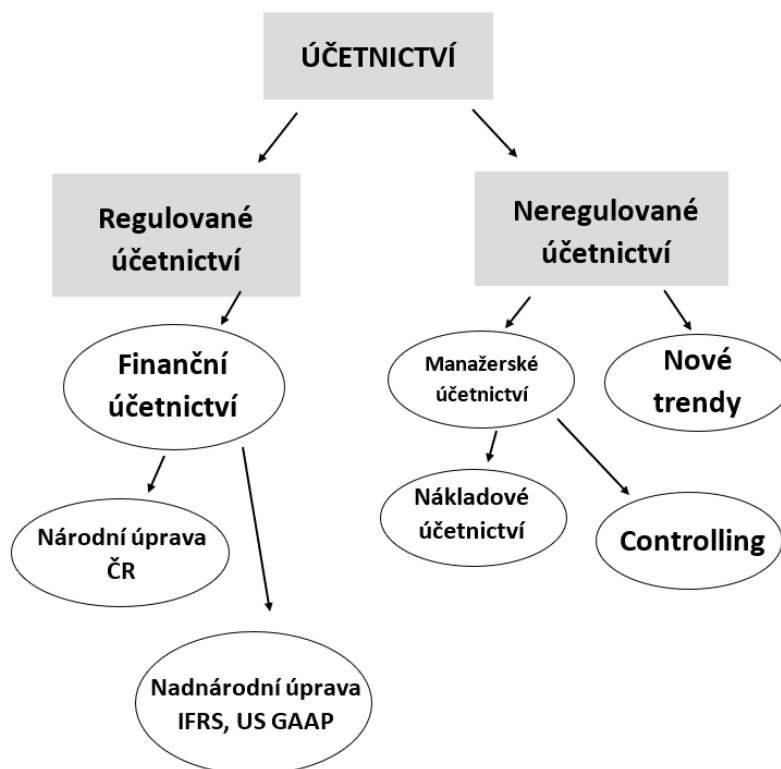 ÚČETNICTVÍ
Regulované
účetnictví
Neregulované
účetnictví
Finanční
účetnictví
Manažerské
účetnictví
Nové
trendy
Národní úprava
ČR
Nákladové
účetnictví
Controlling
Nadnárodní úprava
IFRS, US GAAP